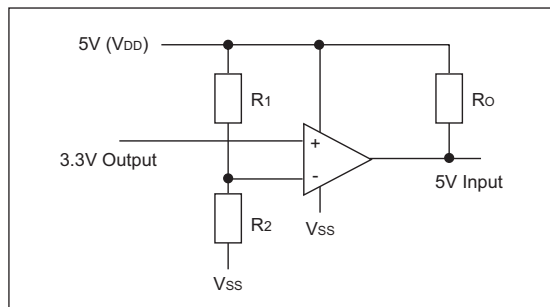 5V (VDD)
R1
RO
3.3V Output
+
-
5V Input
R2
VSS
VSS